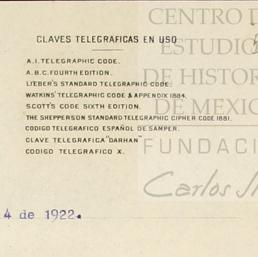 CLAVES TELEGRAFICAS EN USO
A.I. TELEGRAPHIC CODE.
A.B.C. FOURTH EDITION.
LIEBER'S STANDARD TELEGRAPHIC CODE.
WATKINS' TELEGRAPHIC CODE & APPENDIX 1884.
SCOTT'S CODE SIXTH EDITION.
THE SHEPPERSON STANDARD TELEGRAPHIC CIPHER CODE 1881.
CODIGO TELEGRAFICO ESPAÑOL DE SAMPER.
CLAVE TELEGRAFICA "DARHAN"
CODIGO TELEGRAFICO X.
4 de 1922.
CENTRO D
ESTUDIO
DE HISTOR
DE MEXIC
FUNDACI
Carlos